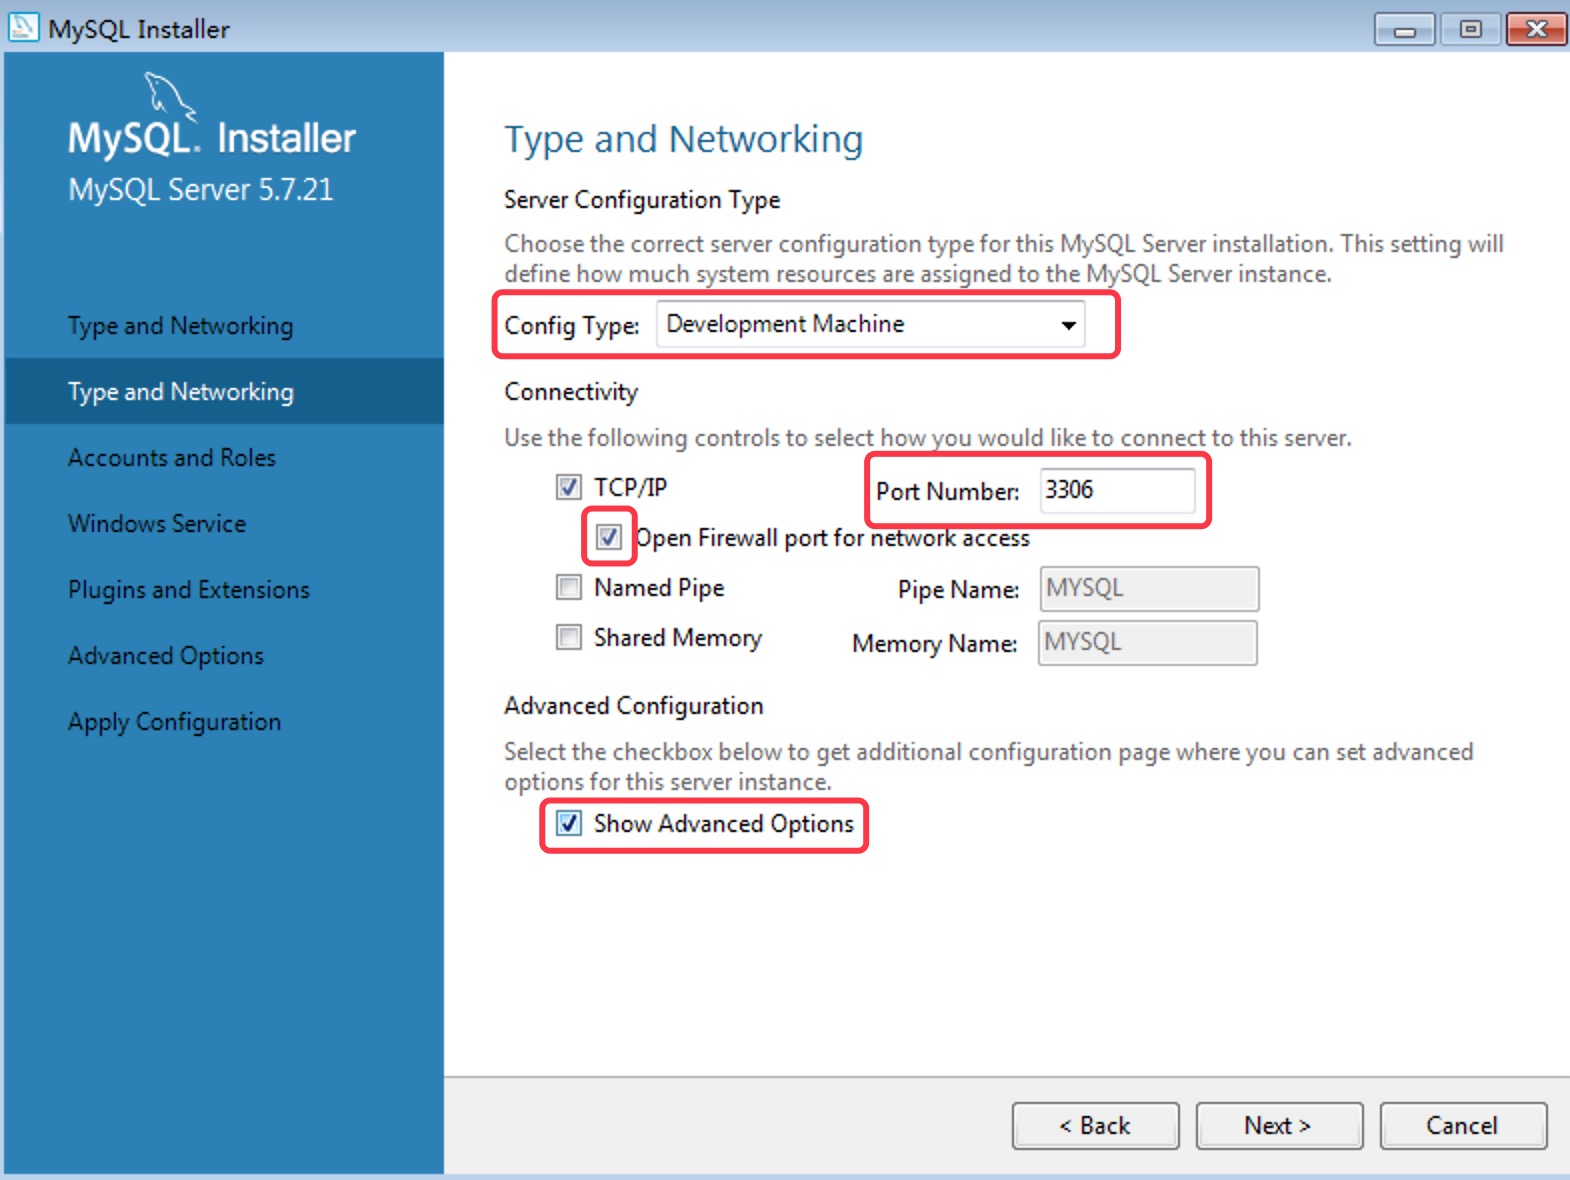 MySQL Installer
MySQL. Installer
MySQL Server 5.7.21
Type and Networking
Type and Networking
Accounts and Roles
Windows Service
Plugins and Extensions
Advanced Options
Apply Configuration
Type and Networking
Server Configuration Type
Choose the correct server configuration type for this MySQL Server installation. This setting will
define how much system resources are assigned to the MySQL Server instance.
Config Type: Development Machine
Connectivity
Use the following controls to select how you would like to connect to this server.
TCP/IP Port Number: 3306
Open Firewall port for network access
Named Pipe Pipe Name: MYSQL
Shared Memory Memory Name: MYSQL
Advanced Configuration
Select the checkbox below to get additional configuration page where you can set advanced
options for this server instance.
Show Advanced Options
< Back Next > Cancel